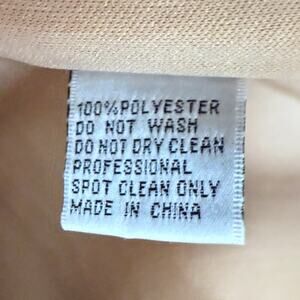 100%POLYESTER
DO NOT WASH
DO NOT DRY CLEAN
PROFESSIONAL
SPOT CLEAN ONLY
MADE IN CHINA